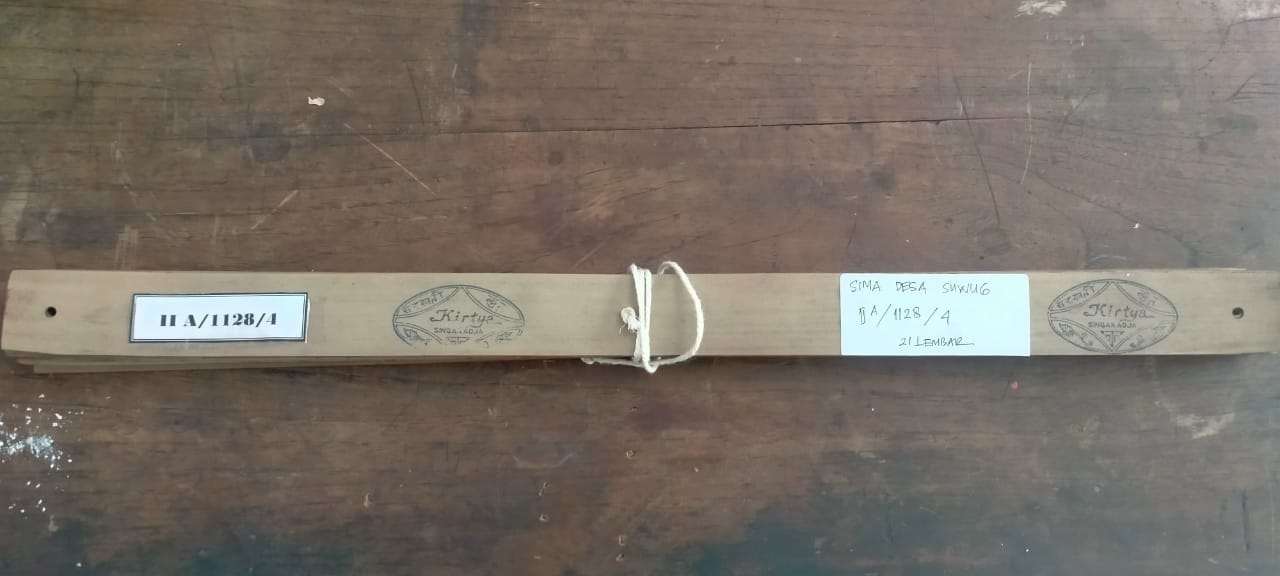 II A/1128/4
Kirtya
SINGARADJA
SIMA DESA SUWUG
II A/1128/4
21 LEMBAR
Kirtya
SINGARADJA